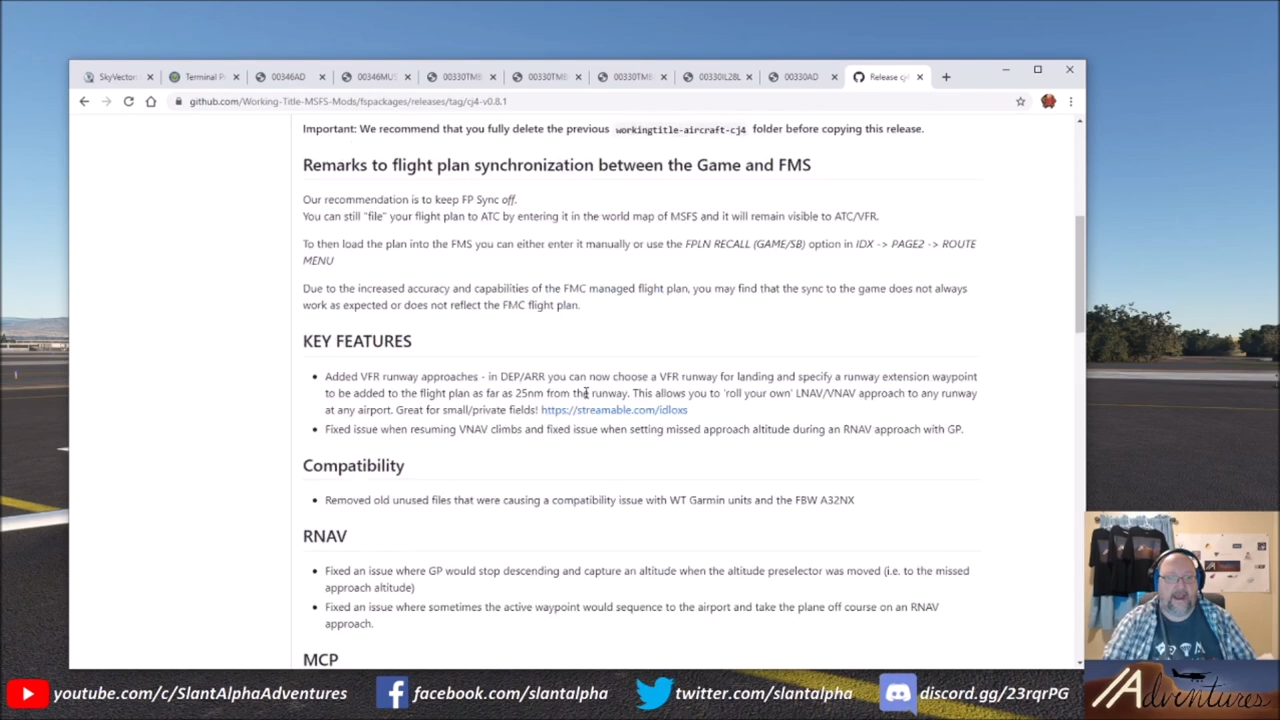 SkyVector: Terminal P 00346AD 00346MUS 00330TME 00330TME 00330TME 00330IL28L 00330AD Release cj
github.com/Working-Title-MSFS-Mods/fspackages/releases/tag/cj4-v0.8.1
Important: We recommend that you fully delete the previous workingtitle-aircraft-cj4 folder before copying this release.
Remarks to flight plan synchronization between the Game and FMS
Our recommendation is to keep FP Sync off.
You can still "file" your flight plan to ATC by entering it in the world map of MSFS and it will remain visible to ATC/VFR.
To then load the plan into the FMS you can either enter it manually or use the FPLN RECALL (GAME/SB) option in IDX -> PAGE2 -> ROUTE
MENU
Due to the increased accuracy and capabilities of the FMC managed flight plan, you may find that the sync to the game does not always
work as expected or does not reflect the FMC flight plan.
KEY FEATURES
• Added VFR runway approaches - in DEP/ARR you can now choose a VFR runway for landing and specify a runway extension waypoint
to be added to the flight plan as far as 25nm from the runway. This allows you to 'roll your own' LNAV/VNAV approach to any runway
at any airport. Great for small/private fields! https://streamable.com/idloxs
• Fixed issue when resuming VNAV climbs and fixed issue when setting missed approach altitude during an RNAV approach with GP.
Compatibility
• Removed old unused files that were causing a compatibility issue with WT Garmin units and the FBW A32NX
RNAV
• Fixed an issue where GP would stop descending and capture an altitude when the altitude preselector was moved (i.e. to the missed
approach altitude)
• Fixed an issue where sometimes the active waypoint would sequence to the airport and take the plane off course on an RNAV
approach.
MCP
youtube.com/c/SlantAlphaAdventures facebook.com/slantalpha twitter.com/slantalpha discord.gg/23rqrPG
Adventures